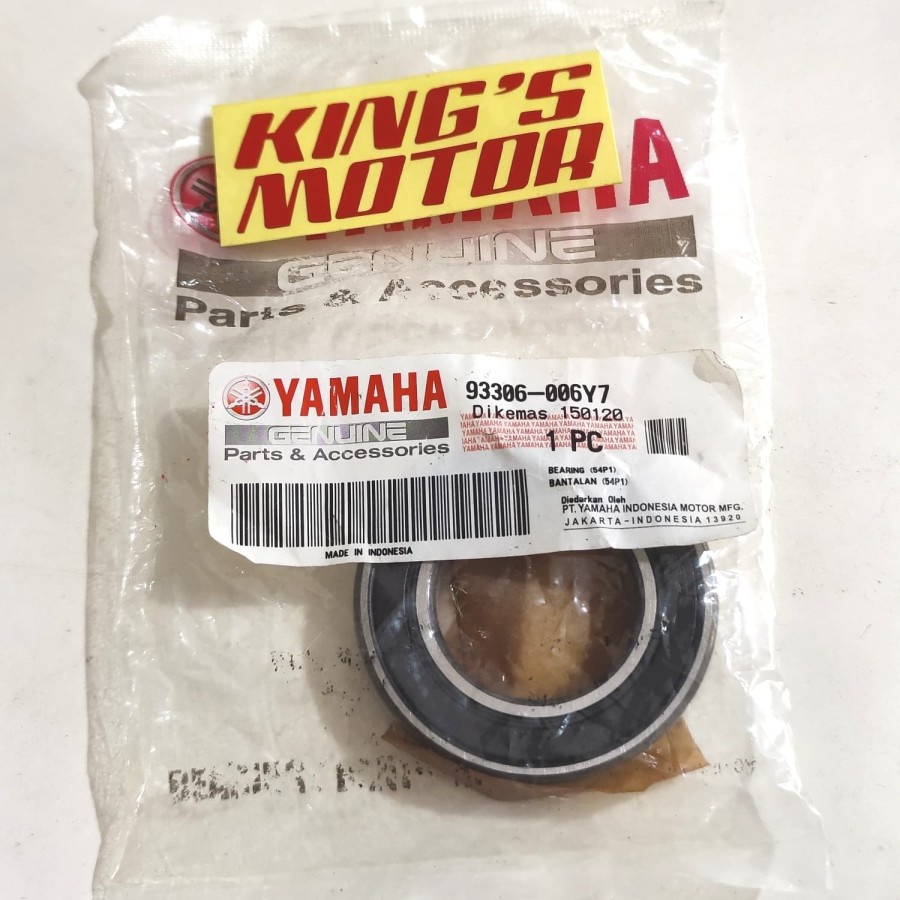 KING'S
MOTOR
YAMAHA
GENUINE
Parts & Accessories
YAMAHA
GENUINE
Parts & Accessories
93306-006Y7
Dikemas 150120
1 PC
BEARING (54P1)
BANTALAN (54P1)
Diedarkan Oleh
PT. YAMAHA INDONESIA MOTOR MFG.
JAKARTA-INDONESIA 13920
MADE IN INDONESIA